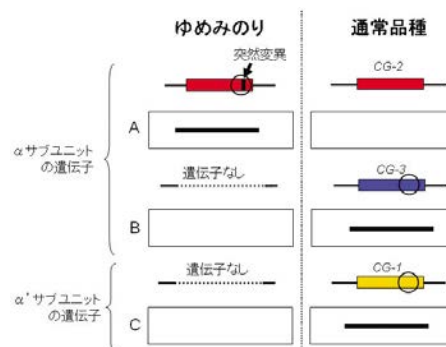 ゆめみのり
通常品種
突然変異
CG-2
A
αサブユニット
の遺伝子
遺伝子なし
CG-3
B
遺伝子なし
CG-1
α'サブユニット
の遺伝子
C